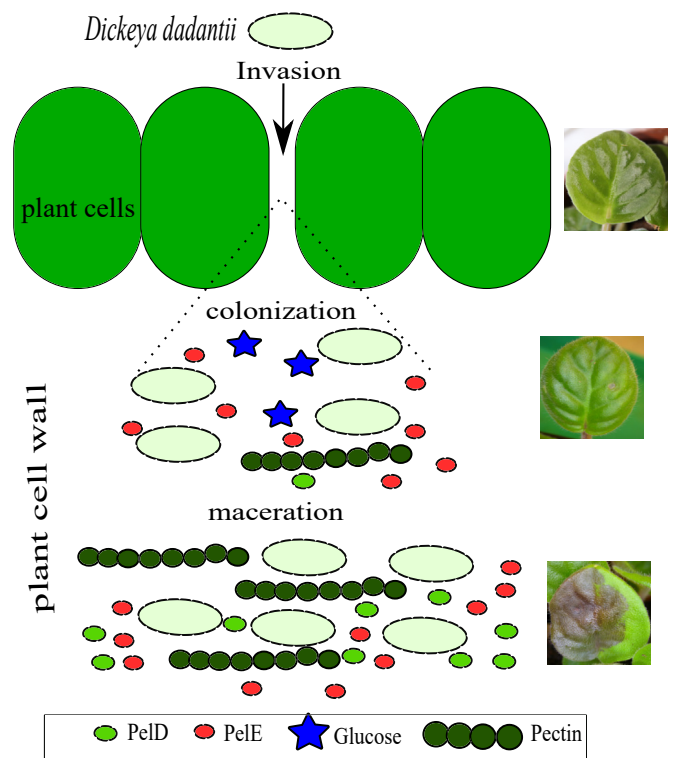 Dickeya dadantii
Invasion
plant cells
colonization
plant cell wall
maceration
PelD PelE Glucose Pectin